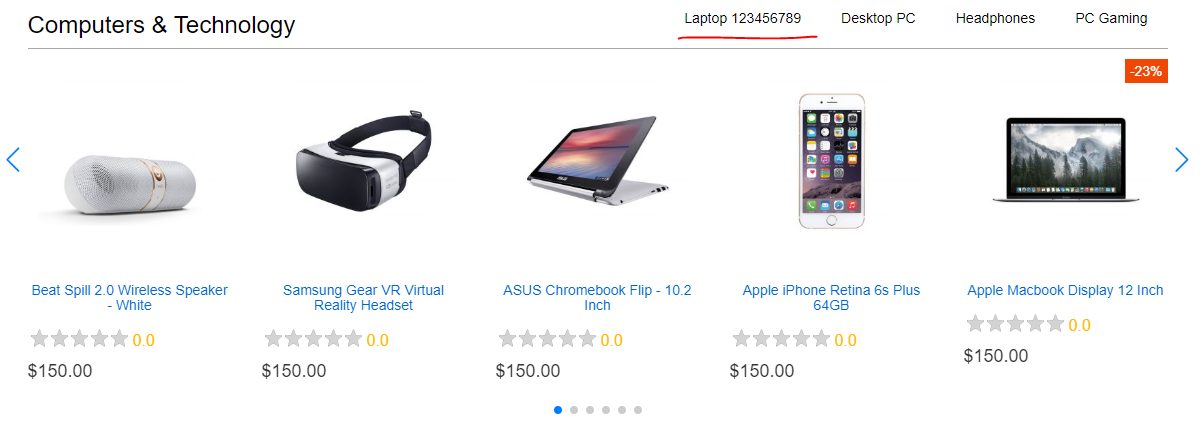 Computers & Technology
Laptop 123456789 Desktop PC Headphones PC Gaming
-23%
Beat Spill 2.0 Wireless Speaker
- White
0.0
$150.00
Samsung Gear VR Virtual
Reality Headset
0.0
$150.00
ASUS Chromebook Flip - 10.2
Inch
0.0
$150.00
Apple iPhone Retina 6s Plus
64GB
0.0
$150.00
Apple Macbook Display 12 Inch
0.0
$150.00